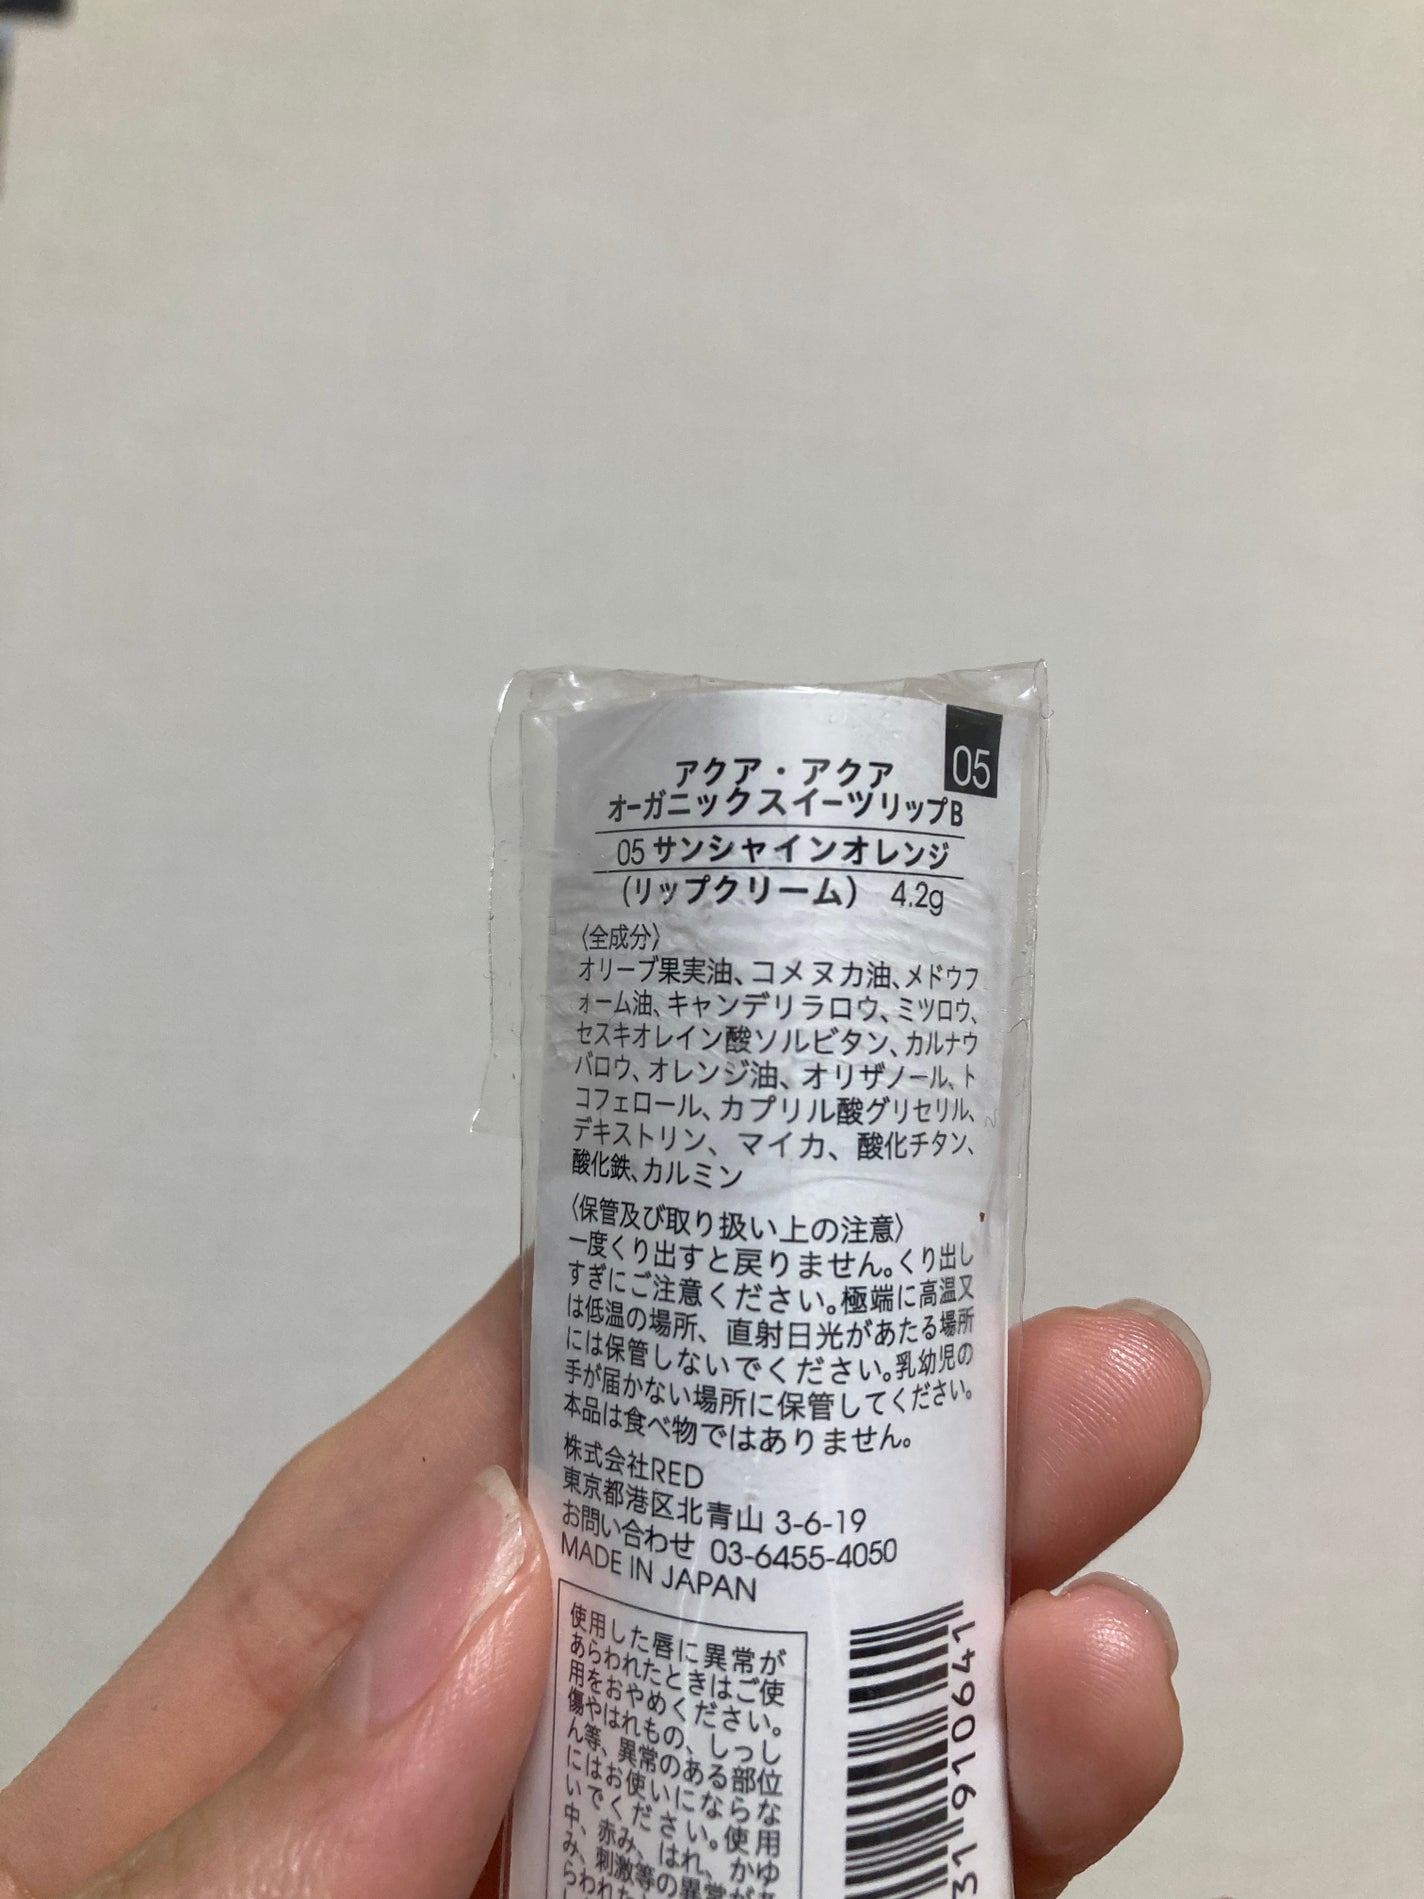 05
アクア・アクア
オーガニックスイーツリップB
05 サンシャインオレンジ
(リップクリーム) 4.2g
〈全成分〉
オリーブ果実油、コメヌカ油、メドウフ
ォーム油、キャンデリラロウ、ミツロウ、
セスキオレイン酸ソルビタン、カルナウ
バロウ、オレンジ油、オリザノール、ト
コフェロール、カプリル酸グリセリル、
デキストリン、マイカ、酸化チタン、
酸化鉄、カルミン
〈保管及び取り扱い上の注意〉
一度くり出すと戻りません。くり出し
すぎにご注意ください。極端に高温又
は低温の場所、直射日光があたる場所
には保管しないでください。乳幼児の
手が届かない場所に保管してください。
本品は食べ物ではありません。
株式会社RED
東京都港区北青山 3-6-19
お問い合わせ 03-6455-4050
MADE IN JAPAN
使用した唇に異常が
あらわれたときはご使
用をおやめください。
傷やはれもの、しっし
ん等、異常のある部位
にはお使いにならな
いでください。使用
中、赤み、はれ、かゆ
み、刺激等の異常が
らわれた